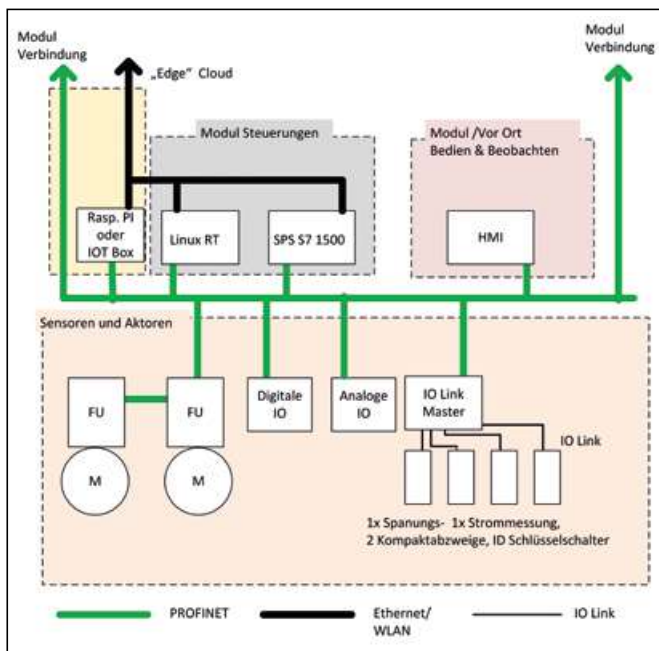 Modul
Verbindung
„Edge" Cloud
Modul
Verbindung
Modul Steuerungen
Modul /Vor Ort
Bedien & Beobachten
Rasp. PI
oder
IOT Box
Linux RT
SPS S7 1500
HMI
Sensoren und Aktoren
FU
FU
Digitale
IO
Analoge
IO
IO Link
Master
IO Link
M
M
1x Spanungs- 1x Strommessung,
2 Kompaktabzweige, ID Schlüsselschalter
PROFINET
Ethernet/
WLAN
IO Link